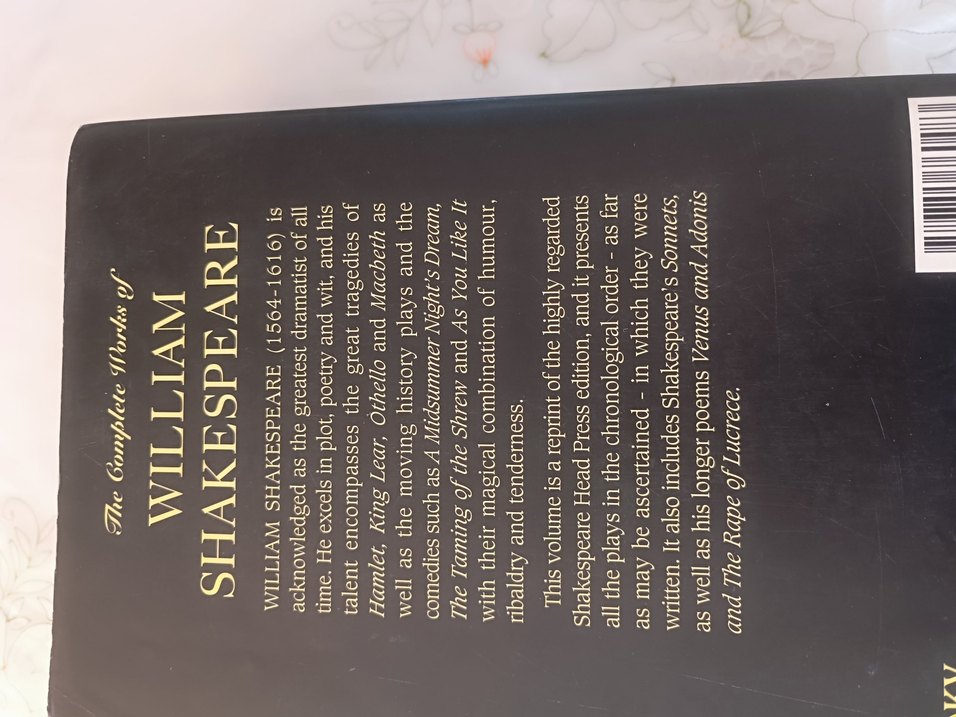 The Complete Works of
WILLIAM
SHAKESPEARE
WILLIAM SHAKESPEARE (1564-1616) is
acknowledged as the greatest dramatist of all
time. He excels in plot, poetry and wit, and his
talent encompasses the great tragedies of
Hamlet, King Lear, Othello and Macbeth as
well as the moving history plays and the
comedies such as A Midsummer Night's Dream,
The Taming of the Shrew and As You Like It
with their magical combination of humour,
ribaldry and tenderness.
This volume is a reprint of the highly regarded
Shakespeare Head Press edition, and it presents
all the plays in the chronological order - as far
as may be ascertained - in which they were
written. It also includes Shakespeare's Sonnets,
as well as his longer poems Venus and Adonis
and The Rape of Lucrece.